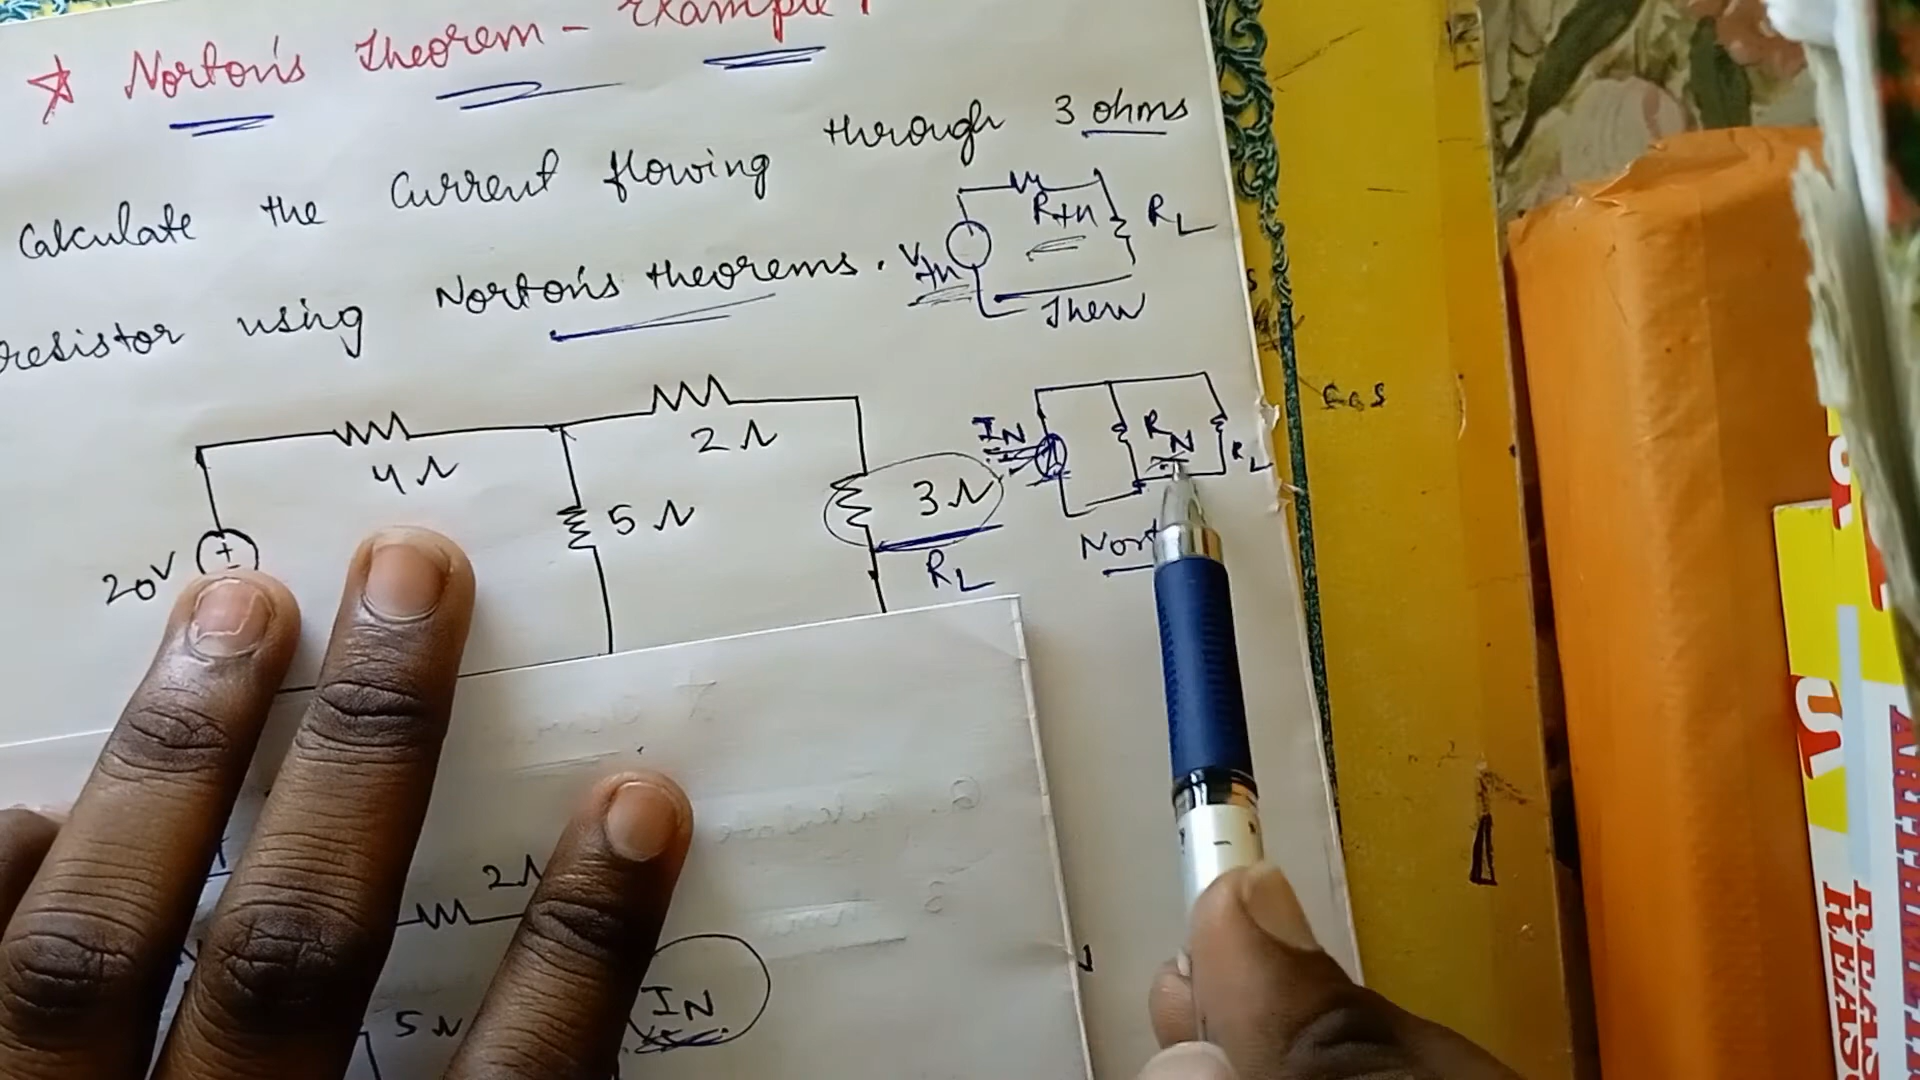 Norton's theorem - Example 1
Calculate the current flowing through 3 ohms
resistor using Norton's theorems.
Vth
Rth
RL
Thev
4Ω
2Ω
5Ω
3Ω
RL
20V
+
IN
RN
RL
Nort
2Ω
5Ω
IN